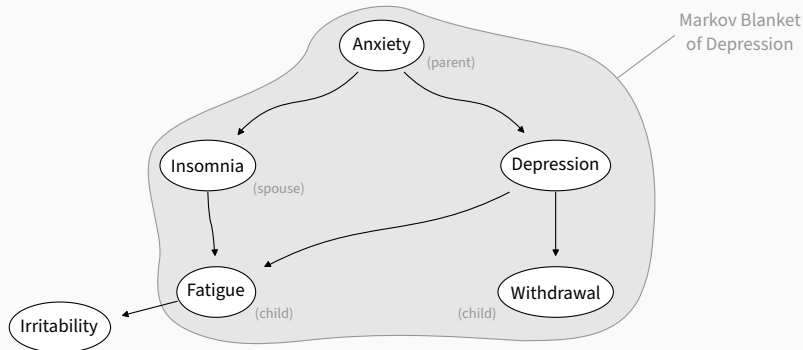 Markov Blanket
of Depression
Anxiety
(parent)
Insomnia
(spouse)
Depression
Fatigue
(child)
Withdrawal
(child)
Irritability